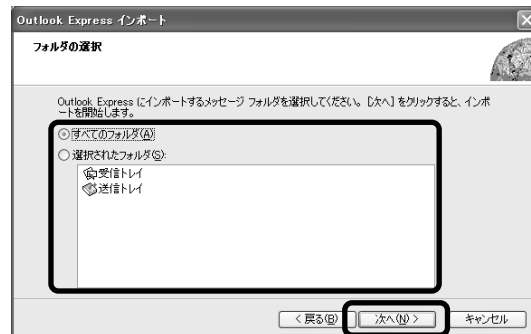 Outlook Express インポート
フォルダの選択
Outlook Express にインポートするメッセージ フォルダを選択してください。[次へ] をクリックすると、インポ
ートを開始します。
すべてのフォルダ(A)
選択されたフォルダ(S):
受信トレイ
送信トレイ
< 戻る(B)
次へ(N) >
キャンセル